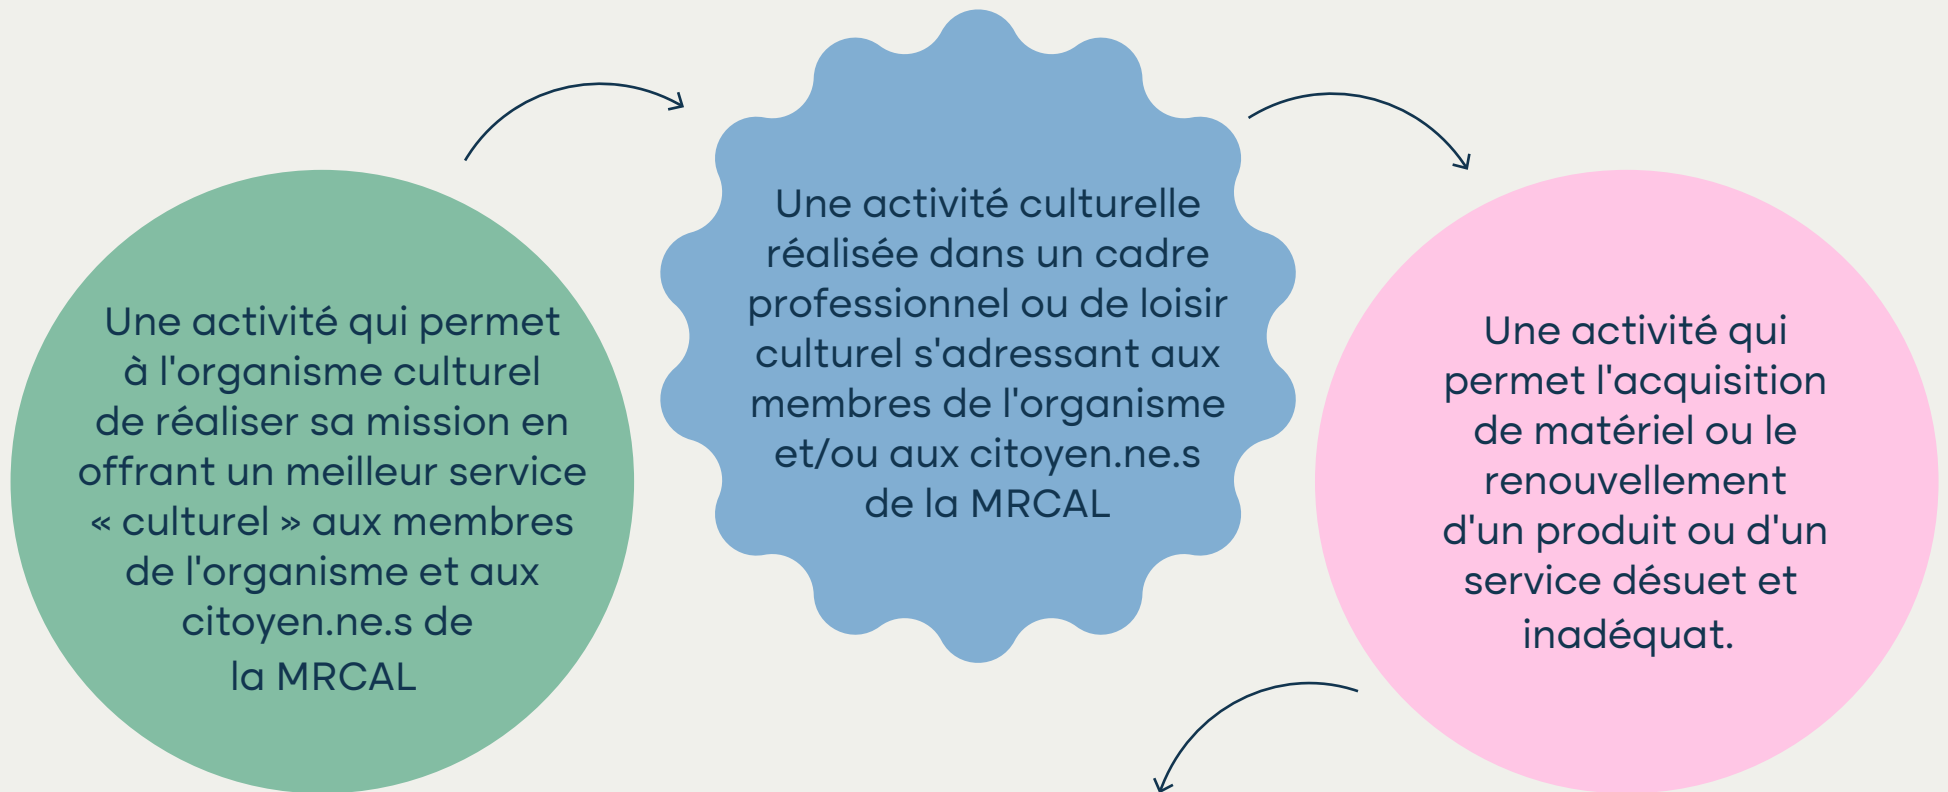 Une activité qui permet
à l'organisme culturel
de réaliser sa mission en
offrant un meilleur service
« culturel » aux membres
de l'organisme et aux
citoyen.ne.s de
la MRCAL
Une activité culturelle
réalisée dans un cadre
professionnel ou de loisir
culturel s'adressant aux
membres de l'organisme
et/ou aux citoyen.ne.s
de la MRCAL
Une activité qui
permet l'acquisition
de matériel ou le
renouvellement
d'un produit ou d'un
service désuet et
inadéquat.